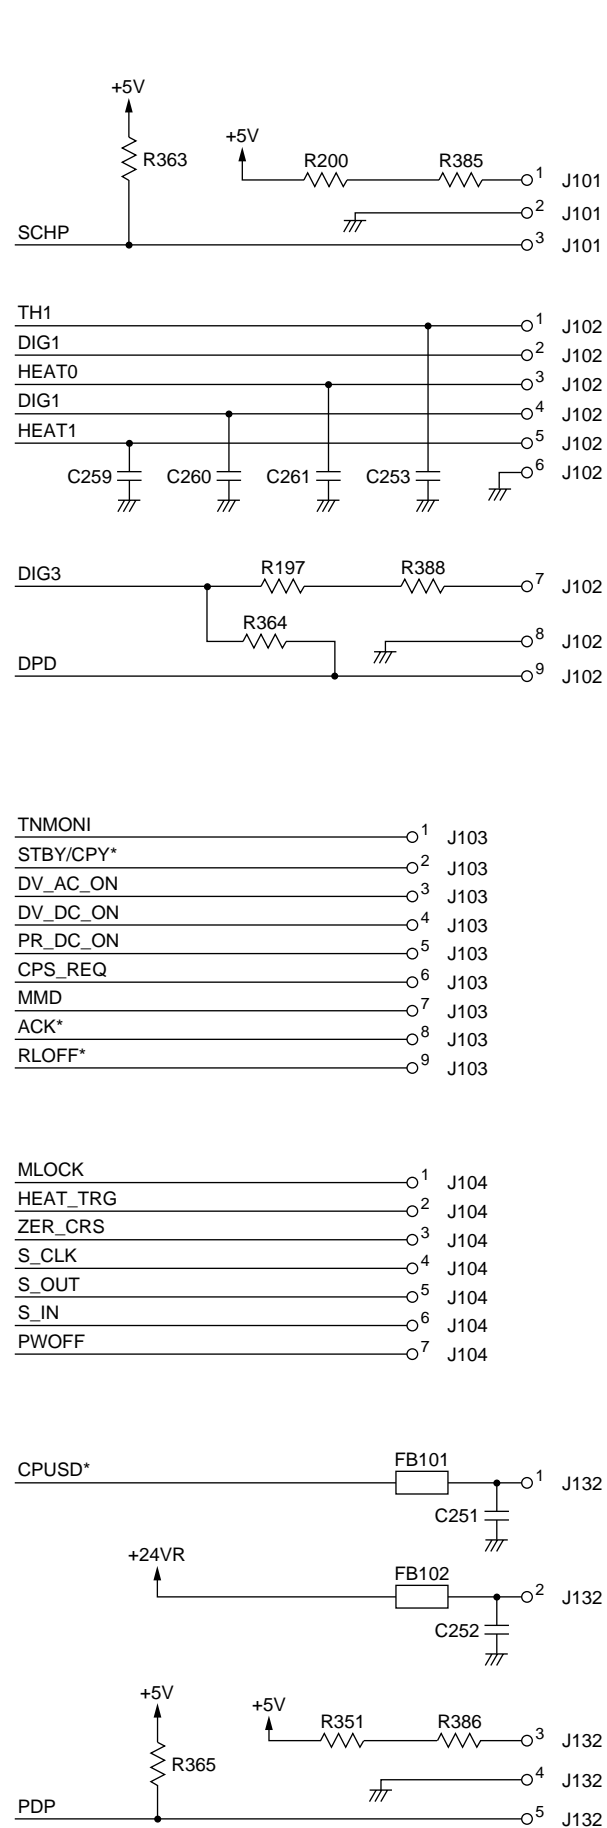 +5V
R363
+5V
R200
R385
1 J101
2 J101
SCHP
3 J101
TH1
1 J102
DIG1
2 J102
HEAT0
3 J102
DIG1
4 J102
HEAT1
5 J102
C259
C260
C261
C253
6 J102
DIG3
R197
R388
7 J102
R364
8 J102
DPD
9 J102
TNMONI
1 J103
STBY/CPY*
2 J103
DV_AC_ON
3 J103
DV_DC_ON
4 J103
PR_DC_ON
5 J103
CPS_REQ
6 J103
MMD
7 J103
ACK*
8 J103
RLOFF*
9 J103
MLOCK
1 J104
HEAT_TRG
2 J104
ZER_CRS
3 J104
S_CLK
4 J104
S_OUT
5 J104
S_IN
6 J104
PWOFF
7 J104
CPUSD*
FB101
1 J132
C251
+24VR
FB102
2 J132
C252
+5V
R365
+5V
R351
R386
3 J132
4 J132
PDP
5 J132